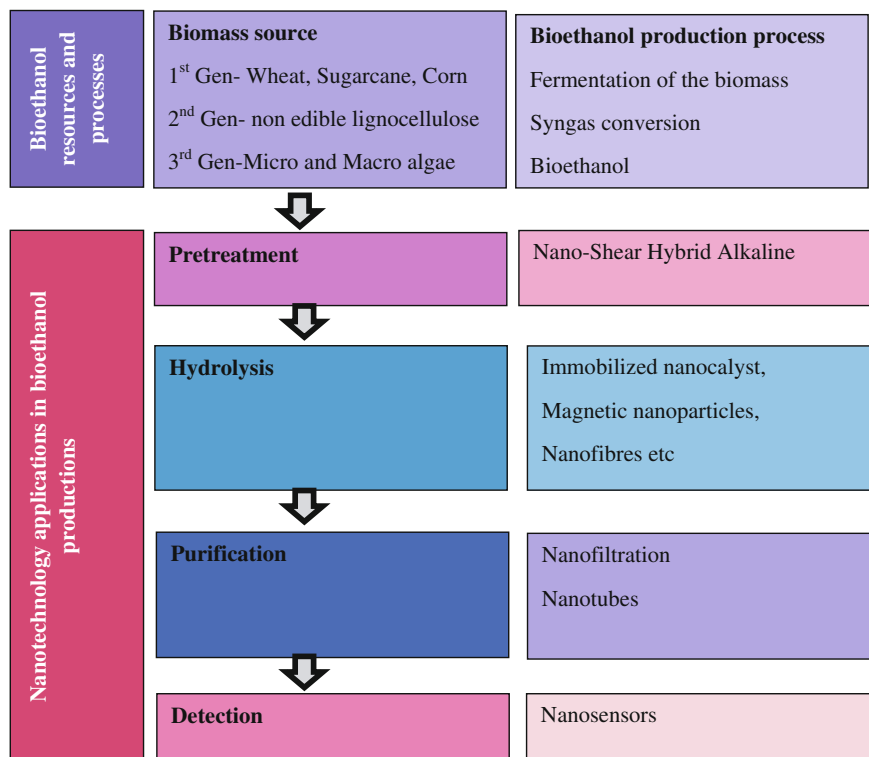 Bioethanol
resources and
processes
Biomass source
1st Gen- Wheat, Sugarcane, Corn
2nd Gen- non edible lignocellulose
3rd Gen-Micro and Macro algae
Bioethanol production process
Fermentation of the biomass
Syngas conversion
Bioethanol
Nanotechnology applications in bioethanol
productions
Pretreatment
Nano-Shear Hybrid Alkaline
Hydrolysis
Immobilized nanocalyst,
Magnetic nanoparticles,
Nanofibres etc
Purification
Nanofiltration
Nanotubes
Detection
Nanosensors